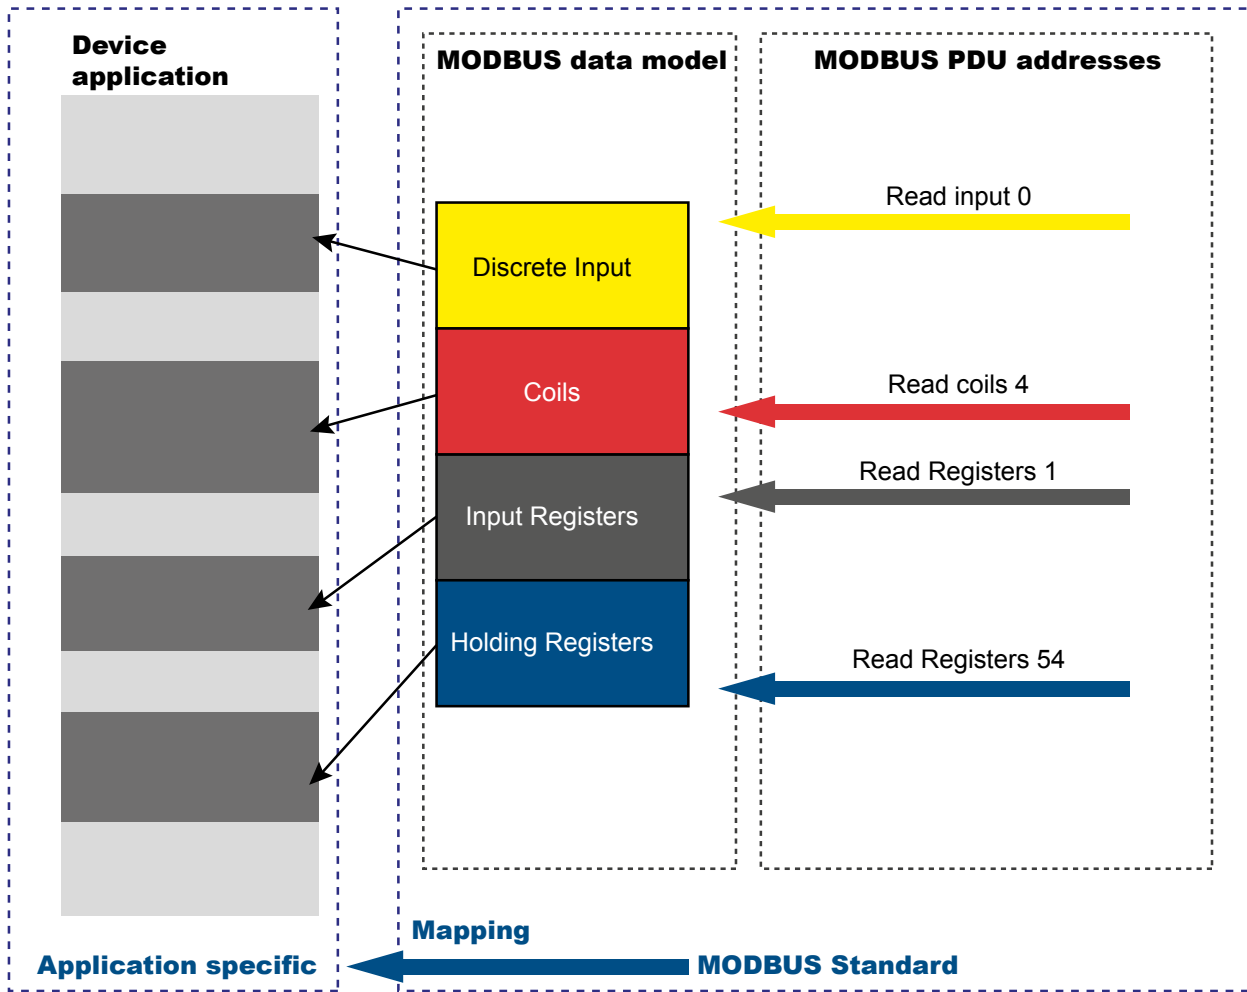 Device
application
MODBUS data model
MODBUS PDU addresses
Read input 0
Discrete Input
Read coils 4
Coils
Read Registers 1
Input Registers
Holding Registers
Read Registers 54
Mapping
Application specific
MODBUS Standard